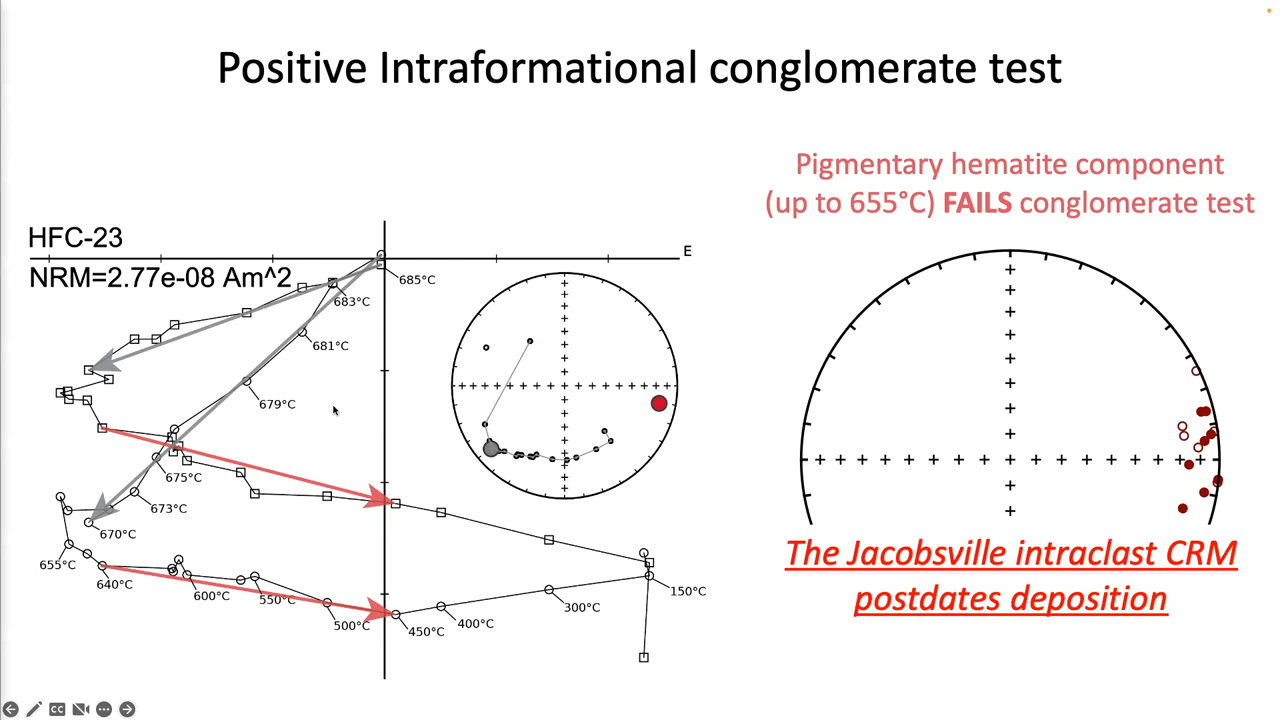 Positive Intraformational conglomerate test
Pigmentary hematite component
(up to 655°C) FAILS conglomerate test
HFC-23
NRM=2.77e-08 Am^2
E
685°C
683°C
681°C
679°C
675°C
673°C
670°C
655°C
640°C
600°C
550°C
500°C
450°C
400°C
300°C
150°C
The Jacobsville intraclast CRM
postdates deposition
CC